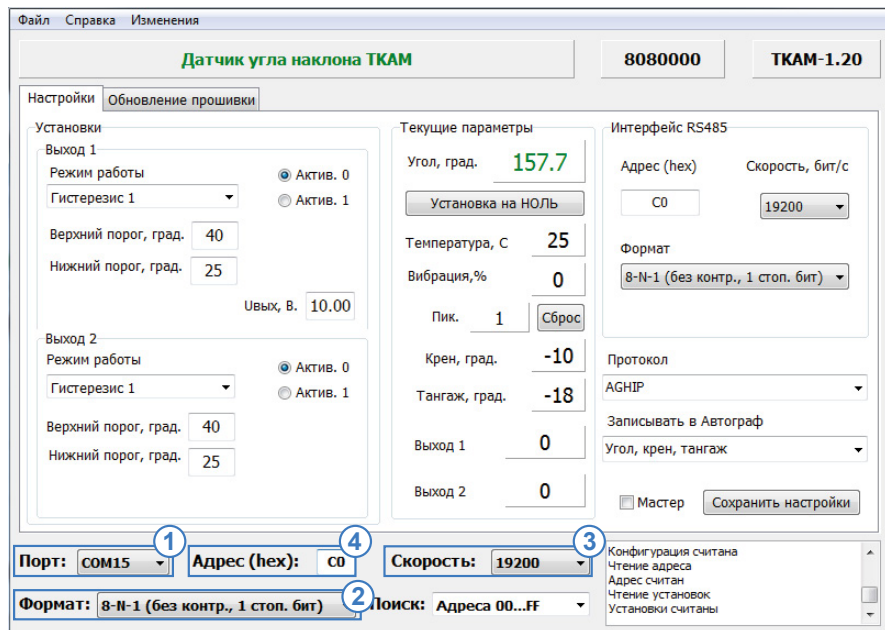 Файл Справка Изменения
Датчик угла наклона TKAM
8080000
TKAM-1.20
Настройки
Обновление прошивки
Установки
Выход 1
Режим работы
Актив. 0
Гистерезис 1
Актив. 1
Верхний порог, град. 40
Нижний порог, град. 25
Uвых, В. 10.00
Выход 2
Режим работы
Актив. 0
Гистерезис 1
Актив. 1
Верхний порог, град. 40
Нижний порог, град. 25
Текущие параметры
Угол, град. 157.7
Установка на НОЛЬ
Температура, С 25
Вибрация,% 0
Пик. 1 Сброс
Крен, град. -10
Тангаж, град. -18
Выход 1 0
Выход 2 0
Интерфейс RS485
Адрес (hex) Скорость, бит/с
C0 19200
Формат
8-N-1 (без контр., 1 стоп. бит)
Протокол
AGHIP
Записывать в Автограф
Угол, крен, тангаж
Мастер Сохранить настройки
1
Порт: COM15
4
Адрес (hex): C0
3
Скорость: 19200
2
Формат: 8-N-1 (без контр., 1 стоп. бит)
Поиск: Адреса 00...FF
Конфигурация считана
Чтение адреса
Адрес считан
Чтение установок
Установки считаны